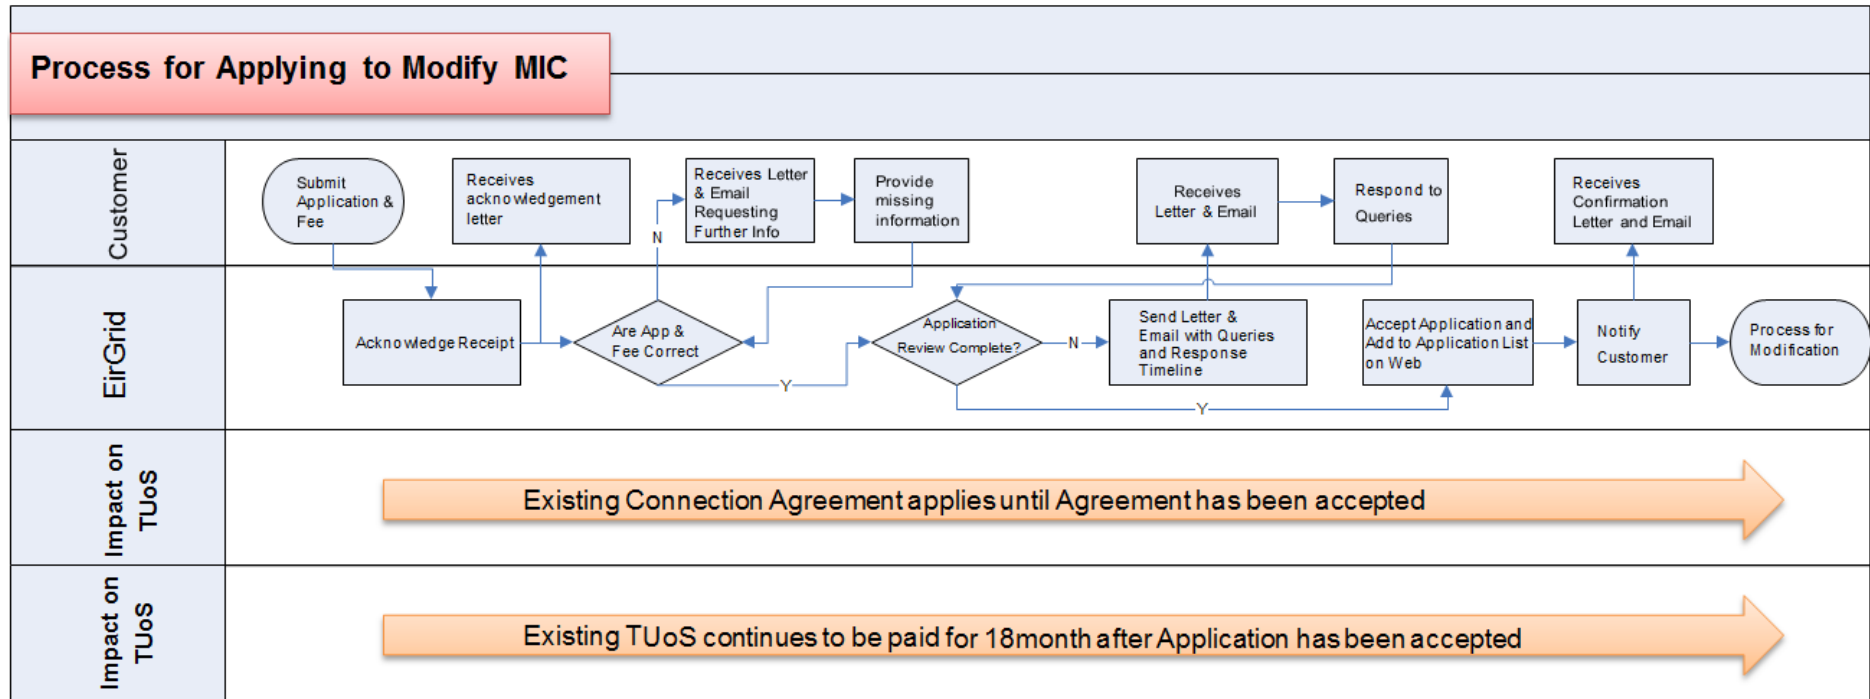 Process for Applying to Modify MIC
Customer
Submit
Application &
Fee
Receives
acknowledgement
letter
Receives Letter
& Email
Requesting
Further Info
Provide
missing
information
Receives
Letter & Email
Respond to
Queries
Receives
Confirmation
Letter and Email
N
EirGrid
Acknowledge Receipt
Are App &
Fee Correct
Y
Application
Review Complete?
N
Send Letter &
Email with Queries
and Response
Timeline
Y
Accept Application and
Add to Application List
on Web
Notify
Customer
Process for
Modification
Impact on
TUoS
Existing Connection Agreement applies until Agreement has been accepted
Impact on
TUoS
Existing TUoS continues to be paid for 18month after Application has been accepted